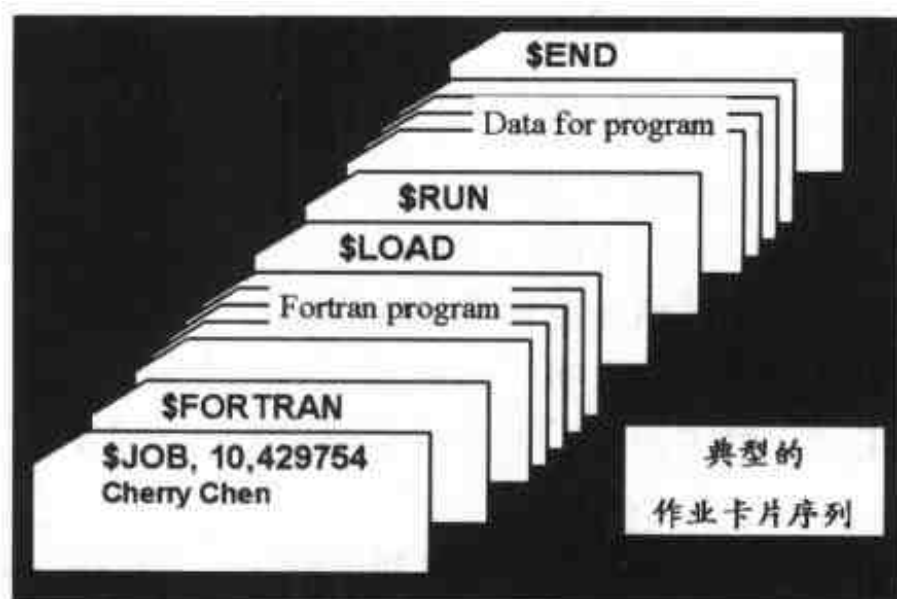 $END
Data for program
$RUN
$LOAD
Fortran program
$FORTRAN
$JOB, 10,429754
Cherry Chen
典型的
作业卡片序列